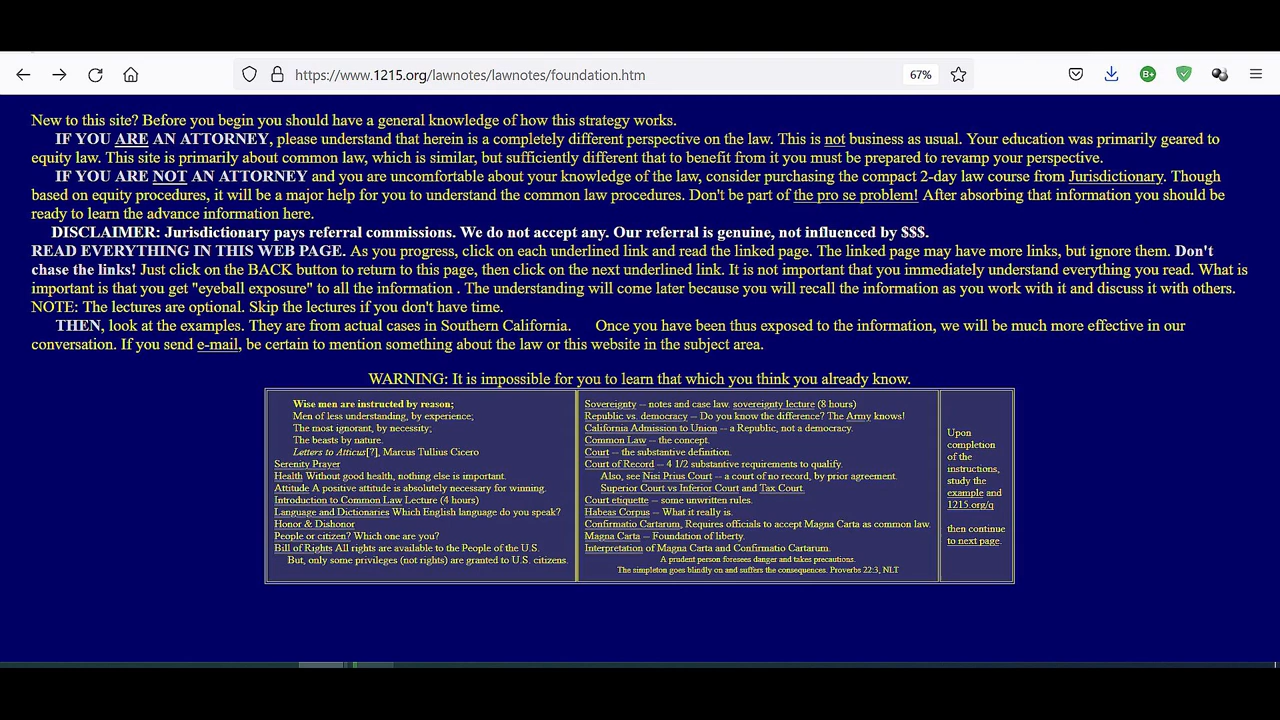 https://www.1215.org/lawnotes/lawnotes/foundation.htm
67%
B+
New to this site? Before you begin you should have a general knowledge of how this strategy works.
IF YOU ARE AN ATTORNEY, please understand that herein is a completely different perspective on the law. This is not business as usual. Your education was primarily geared to
equity law. This site is primarily about common law, which is similar, but sufficiently different that to benefit from it you must be prepared to revamp your perspective.
IF YOU ARE NOT AN ATTORNEY and you are uncomfortable about your knowledge of the law, consider purchasing the compact 2-day law course from Jurisdictionary. Though
based on equity procedures, it will be a major help for you to understand the common law procedures. Don't be part of the pro se problem! After absorbing that information you should be
ready to learn the advance information here.
DISCLAIMER: Jurisdictionary pays referral commissions. We do not accept any. Our referral is genuine, not influenced by $$$.
READ EVERYTHING IN THIS WEB PAGE. As you progress, click on each underlined link and read the linked page. The linked page may have more links, but ignore them. Don't
chase the links! Just click on the BACK button to return to this page, then click on the next underlined link. It is not important that you immediately understand everything you read. What is
important is that you get "eyeball exposure" to all the information . The understanding will come later because you will recall the information as you work with it and discuss it with others.
NOTE: The lectures are optional. Skip the lectures if you don't have time.
THEN, look at the examples. They are from actual cases in Southern California. Once you have been thus exposed to the information, we will be much more effective in our
conversation. If you send e-mail, be certain to mention something about the law or this website in the subject area.
WARNING: It is impossible for you to learn that which you think you already know.
Wise men are instructed by reason;
Men of less understanding, by experience;
The most ignorant, by necessity;
The beasts by nature.
Letters to Atticus[?], Marcus Tullius Cicero
Serenity Prayer
Health Without good health, nothing else is important.
Attitude A positive attitude is absolutely necessary for winning.
Introduction to Common Law Lecture (4 hours)
Language and Dictionaries Which English language do you speak?
Honor & Dishonor
People or citizen? Which one are you?
Bill of Rights All rights are available to the People of the U.S.
But, only some privileges (not rights) are granted to U.S. citizens.
Sovereignty -- notes and case law, sovereignty lecture (8 hours)
Republic vs. democracy -- Do you know the difference? The Army knows!
California Admission to Union -- a Republic, not a democracy.
Common Law -- the concept.
Court -- the substantive definition.
Court of Record -- 4 1/2 substantive requirements to qualify.
Also, see Nisi Prius Court -- a court of no record, by prior agreement.
Superior Court vs Inferior Court and Tax Court.
Court etiquette -- some unwritten rules.
Habeas Corpus -- What it really is.
Confirmatio Cartarum, Requires officials to accept Magna Carta as common law.
Magna Carta -- Foundation of liberty.
Interpretation of Magna Carta and Confirmatio Cartarum.
A prudent person foresees danger and takes precautions.
The simpleton goes blindly on and suffers the consequences. Proverbs 22:3, NLT
Upon
completion
of the
instructions,
study the
example and
1215.org/q
then continue
to next page.